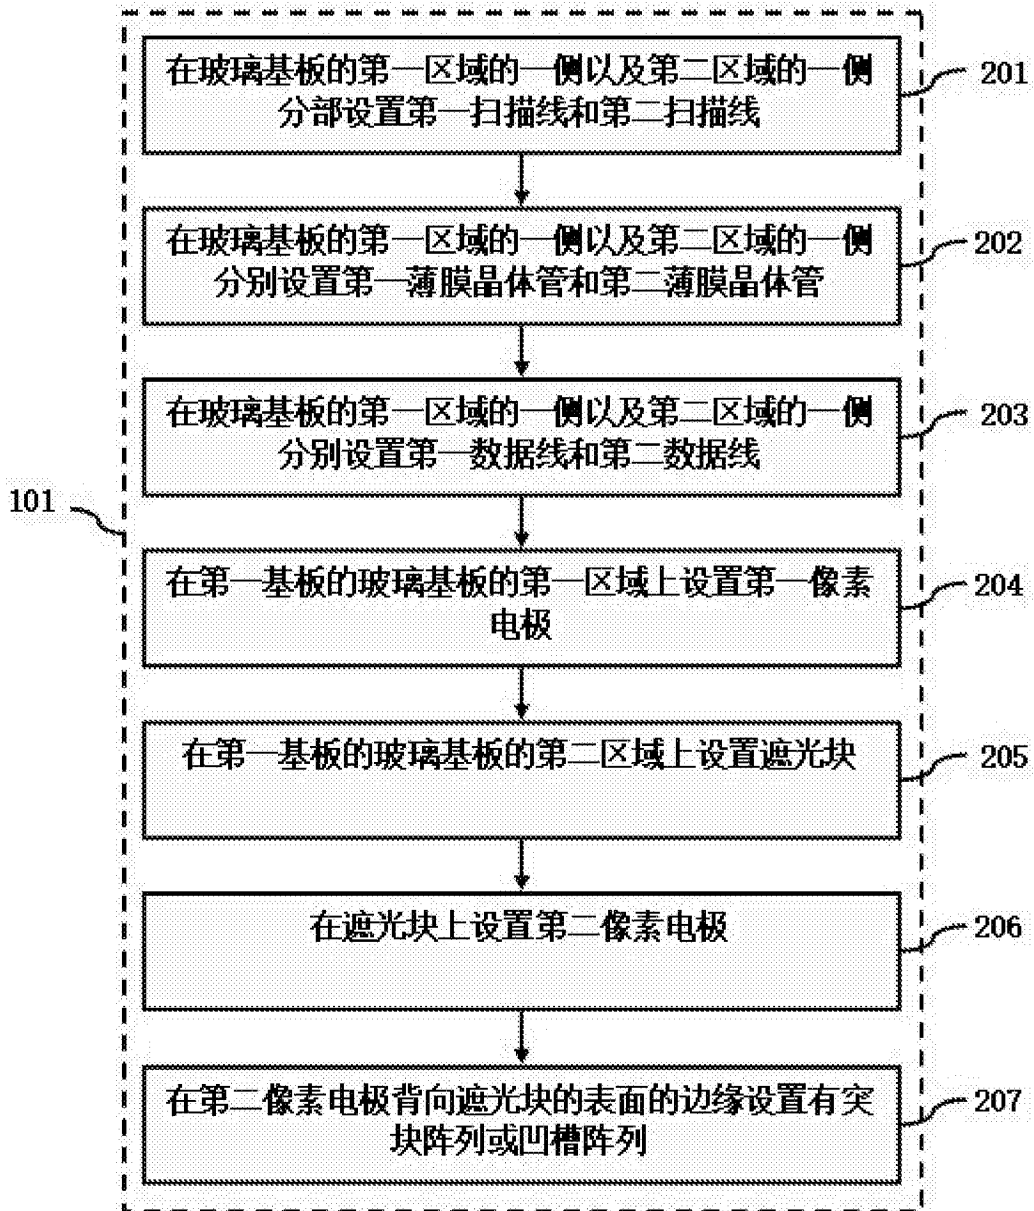 在玻璃基板的第一区域的一侧以及第二区域的一侧
分部设置第一扫描线和第二扫描线
201
在玻璃基板的第一区域的一侧以及第二区域的一侧
分别设置第一薄膜晶体管和第二薄膜晶体管
202
在玻璃基板的第一区域的一侧以及第二区域的一侧
分别设置第一数据线和第二数据线
203
101
在第一基板的玻璃基板的第一区域上设置第一像素
电极
204
在第一基板的玻璃基板的第二区域上设置遮光块
205
在遮光块上设置第二像素电极
206
在第二像素电极背向遮光块的表面的边缘设置有突
块阵列或凹槽阵列
207